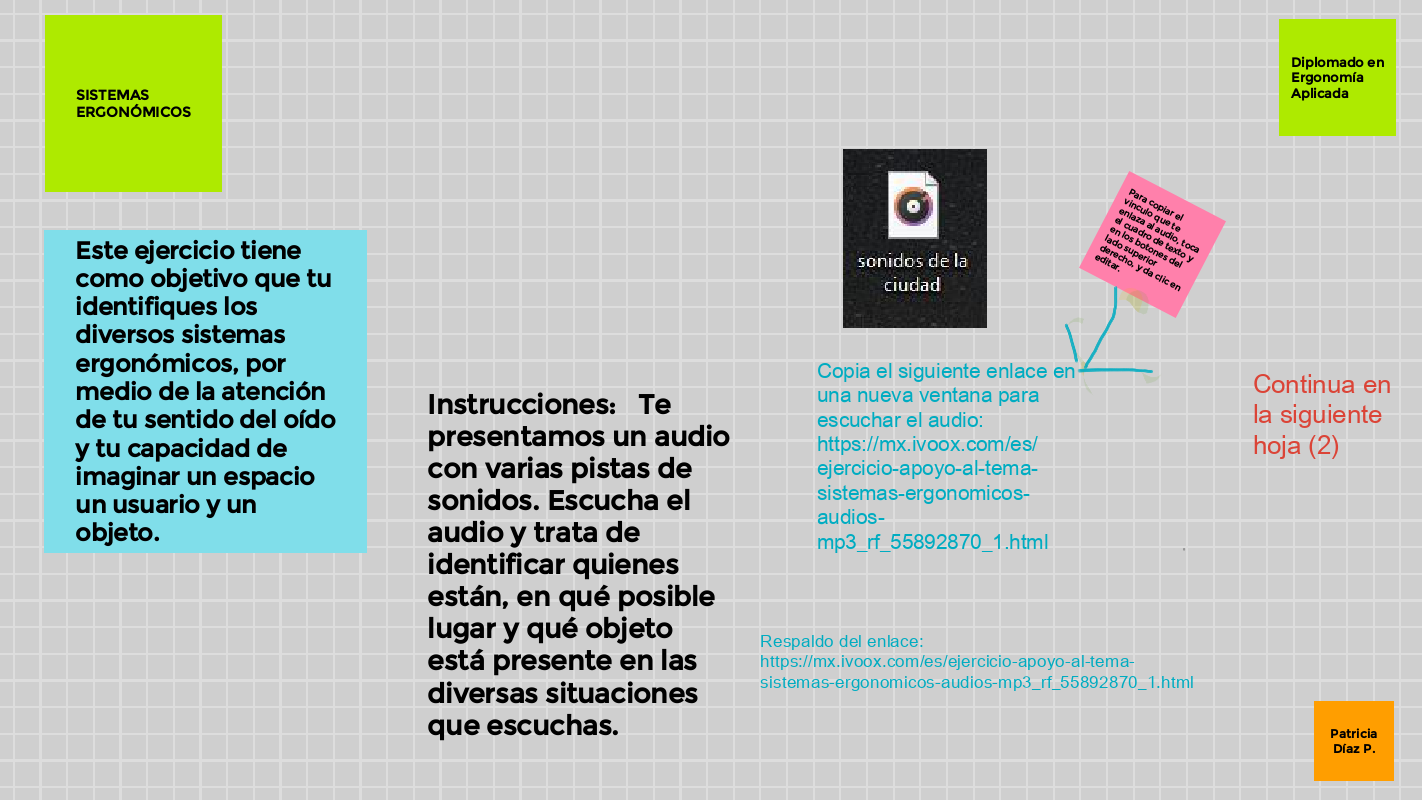 SISTEMAS
ERGONÓMICOS
Diplomado en
Ergonomía
Aplicada
Este ejercicio tiene
como objetivo que tu
identifiques los
diversos sistemas
ergonómicos, por
medio de la atención
de tu sentido del oído
y tu capacidad de
imaginar un espacio
un usuario y un
objeto.
Instrucciones:   Te
presentamos un audio
con varias pistas de
sonidos. Escucha el
audio y trata de
identificar quienes
están, en qué posible
lugar y qué objeto
está presente en las
diversas situaciones
que escuchas.
sonidos de la
ciudad
Para copiar el
vínculo que te
enlaza al audio, toca
el cuadro de texto y
en los botones del
lado superior
derecho, y da clic en
editar.
Copia el siguiente enlace en
una nueva ventana para
escuchar el audio:
https://mx.ivoox.com/es/
ejercicio-apoyo-al-tema-
sistemas-ergonomicos-
audios-
mp3_rf_55892870_1.html
Continua en
la siguiente
hoja (2)
Respaldo del enlace:
https://mx.ivoox.com/es/ejercicio-apoyo-al-tema-
sistemas-ergonomicos-audios-mp3_rf_55892870_1.html
Patricia
Díaz P.